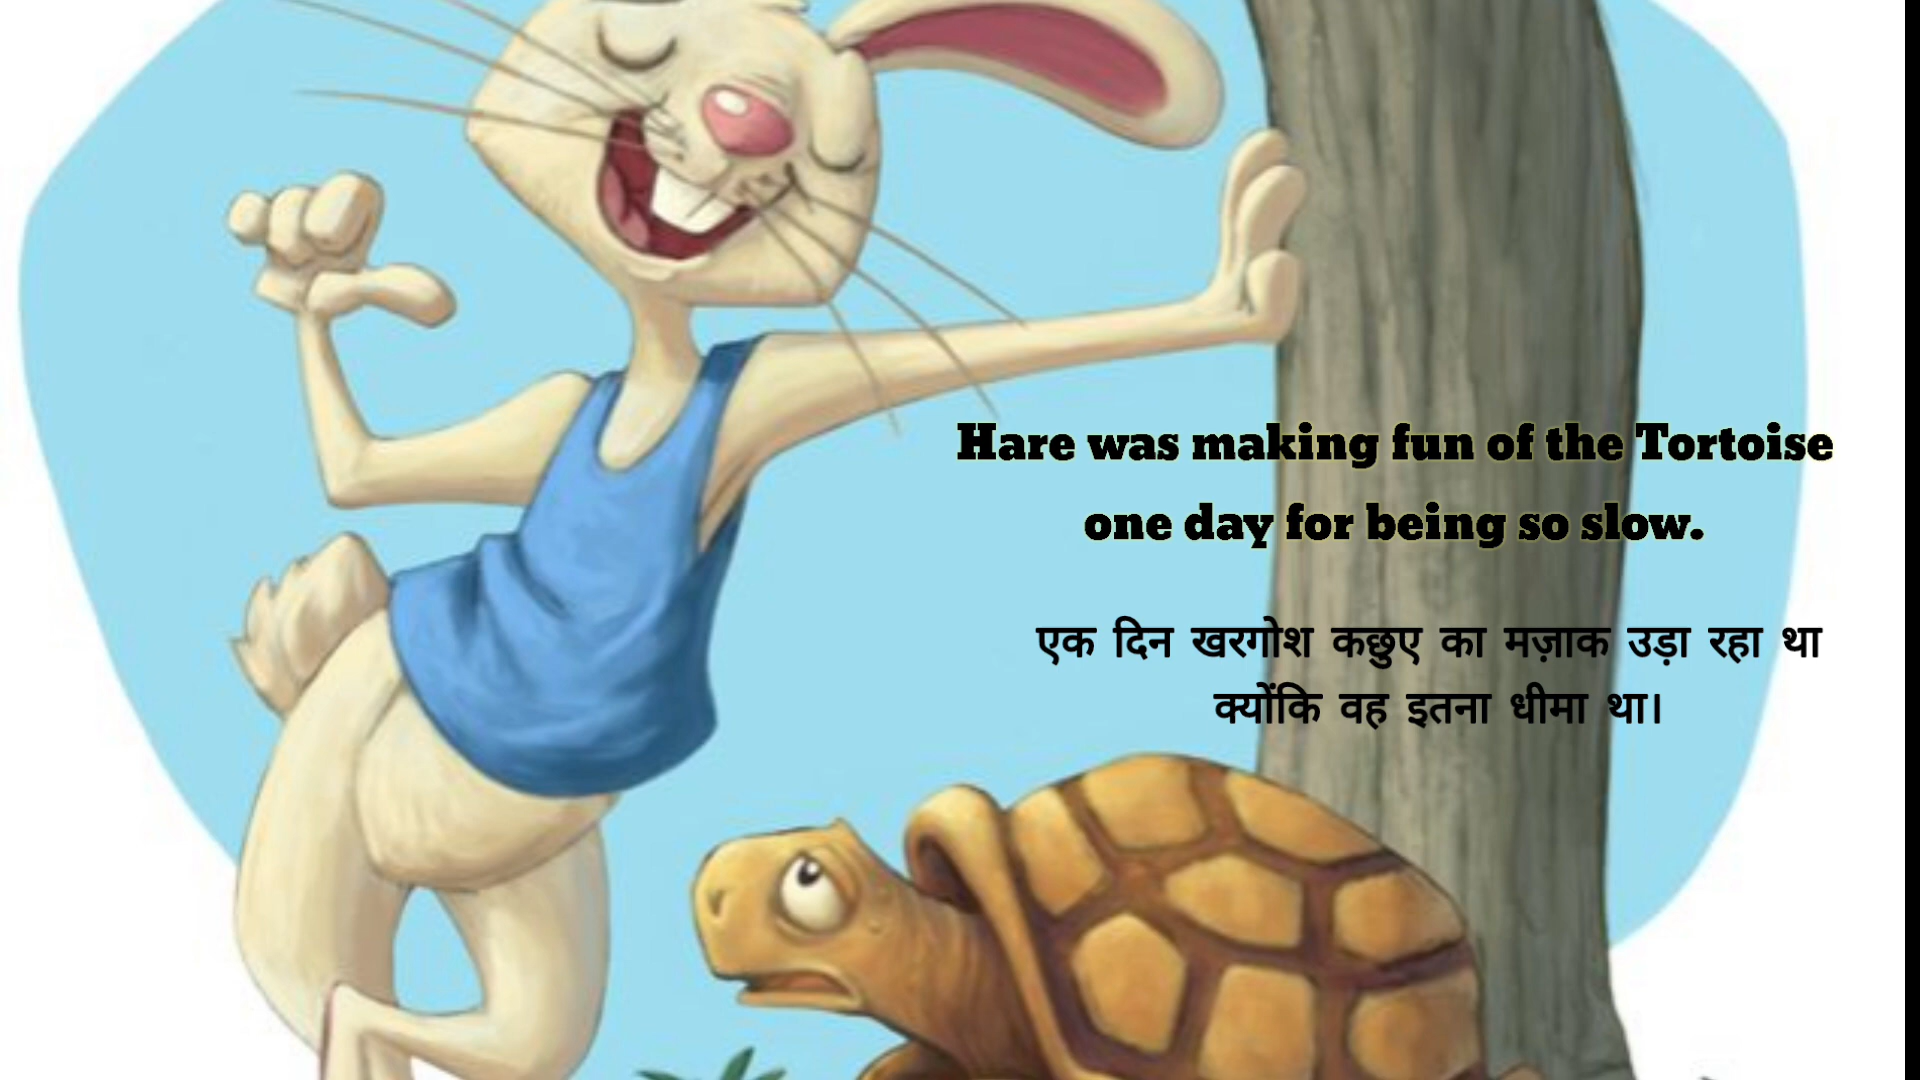 Hare was making fun of the Tortoise
one day for being so slow.
एक दिन खरगोश कछुए का मज़ाक उड़ा रहा था
क्योंकि वह इतना धीमा था।